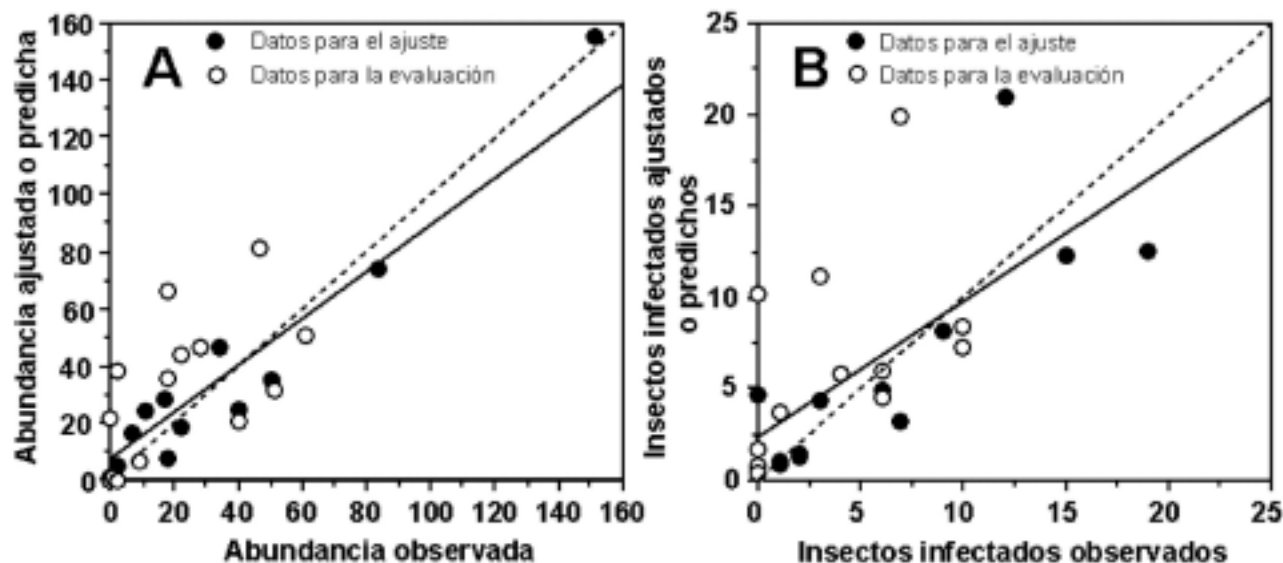 A
Datos para el ajuste
Datos para la evaluación
Abundancia ajustada o predicha
160
140
120
100
80
60
40
20
0
0 20 40 60 80 100 120 140 160
Abundancia observada
B
Datos para el ajuste
Datos para la evaluación
Insectos infectados ajustados
o predichos
25
20
15
10
5
0
0 5 10 15 20 25
Insectos infectados observados